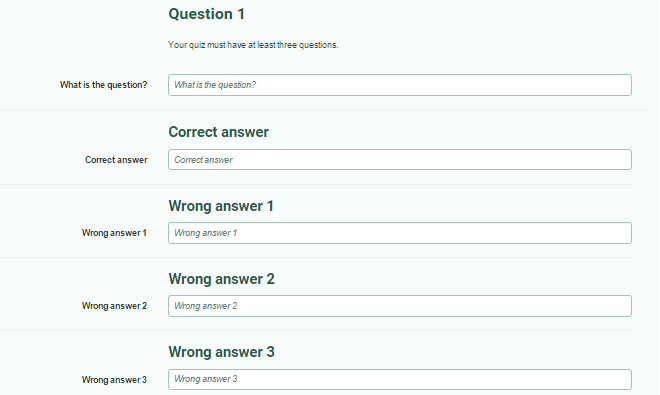 Question 1
Your quiz must have at least three questions.
What is the question? What is the question?
Correct answer
Correct answer Correct answer
Wrong answer 1
Wrong answer 1 Wrong answer 1
Wrong answer 2
Wrong answer 2 Wrong answer 2
Wrong answer 3
Wrong answer 3 Wrong answer 3